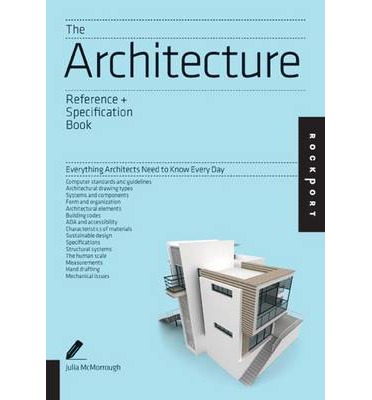 The
Architecture
Reference +
Specification
Book
ROCKPORT
Everything Architects Need to Know Every Day
Computer standards and guidelines
Architectural drawing types
Systems and components
Form and organization
Architectural elements
Building codes
ADA and accessibility
Characteristics of materials
Sustainable design
Specifications
Structural systems
The human scale
Measurements
Hand drafting
Mechanical issues
Julia McMorrough